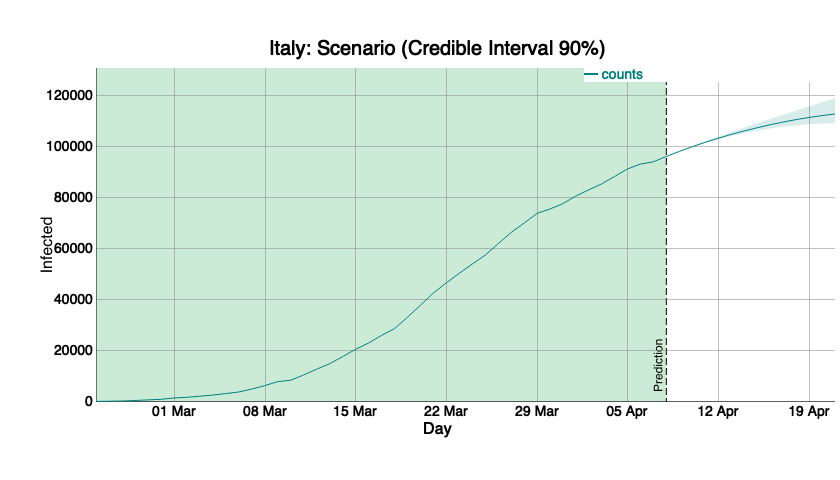 Italy: Scenario (Credible Interval 90%)
counts
120000
100000
80000
60000
40000
20000
0
Infected
Prediction
01 Mar 08 Mar 15 Mar 22 Mar 29 Mar 05 Apr 12 Apr 19 Apr
Day